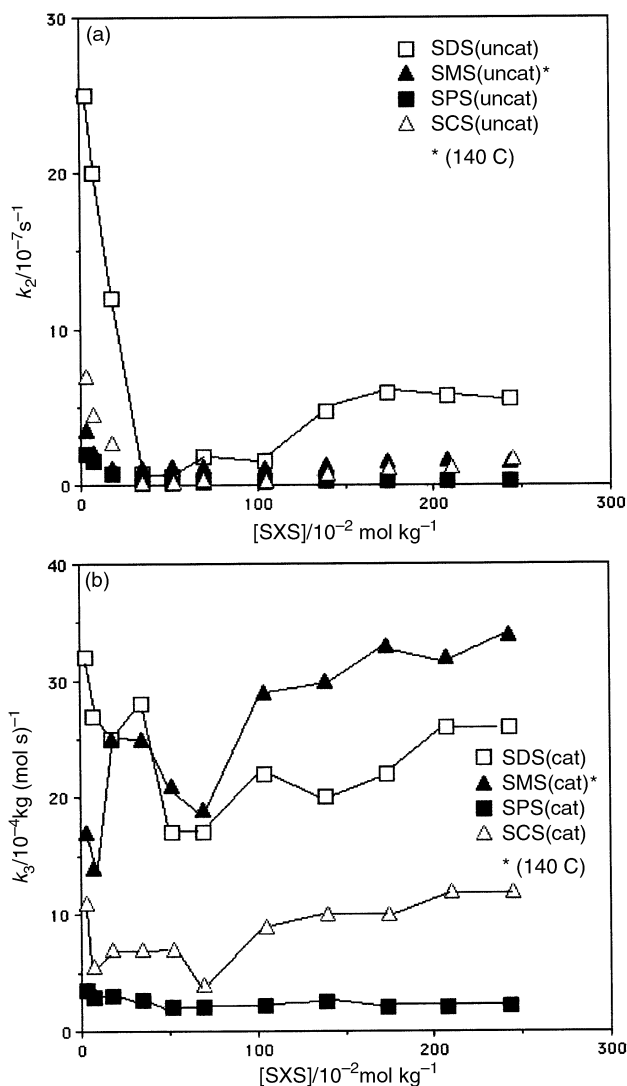 (a)
30
20
10
0
k₂/10⁻⁷s⁻¹
SDS(uncat)
SMS(uncat)*
SPS(uncat)
SCS(uncat)
* (140 C)
0 100 200 300
[SXS]/10⁻² mol kg⁻¹
(b)
40
30
20
10
0
k₃/10⁻⁴kg (mol s)⁻¹
SDS(cat)
SMS(cat)*
SPS(cat)
SCS(cat)
* (140 C)
0 100 200 300
[SXS]/10⁻²mol kg⁻¹